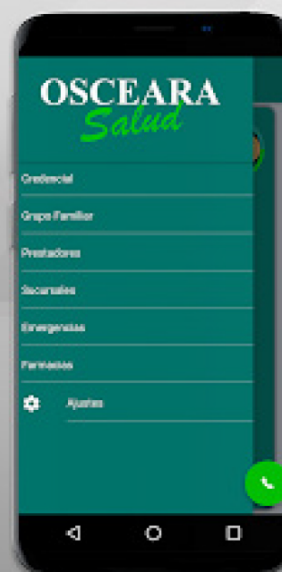 OSCEARA
Salud
Credencial
Grupo Familiar
Prestadores
Sucursales
Emergencias
Farmacias
Ajustes